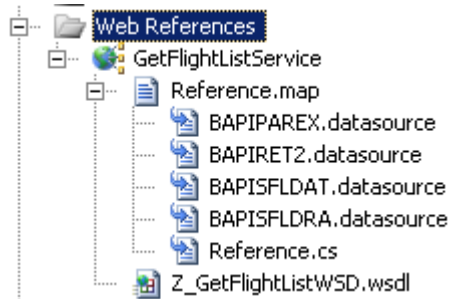 Web References
GetFlightListService
Reference.map
BAPIPAREX.datasource
BAPIRET2.datasource
BAPISFLDAT.datasource
BAPISFLDRA.datasource
Reference.cs
Z_GetFlightListWSD.wsdl